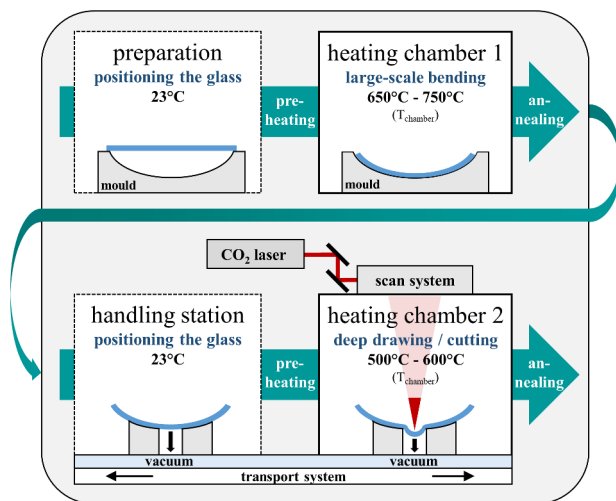 preparation
positioning the glass
23°C
pre-
heating
heating chamber 1
large-scale bending
650°C - 750°C
(Tchamber)
an-
nealing
mould
mould
CO2 laser
scan system
handling station
positioning the glass
23°C
pre-
heating
heating chamber 2
deep drawing / cutting
500°C - 600°C
(Tchamber)
an-
nealing
vacuum
vacuum
transport system